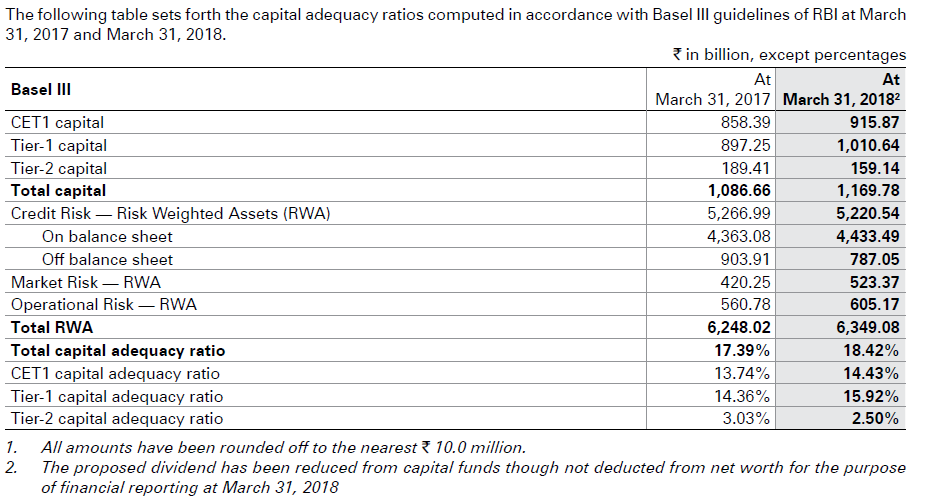 The following table sets forth the capital adequacy ratios computed in accordance with Basel III guidelines of RBI at March
31, 2017 and March 31, 2018.
₹ in billion, except percentages
Basel III At March 31, 2017 At March 31, 2018²
CET1 capital 858.39 915.87
Tier-1 capital 897.25 1,010.64
Tier-2 capital 189.41 159.14
Total capital 1,086.66 1,169.78
Credit Risk — Risk Weighted Assets (RWA) 5,266.99 5,220.54
On balance sheet 4,363.08 4,433.49
Off balance sheet 903.91 787.05
Market Risk — RWA 420.25 523.37
Operational Risk — RWA 560.78 605.17
Total RWA 6,248.02 6,349.08
Total capital adequacy ratio 17.39% 18.42%
CET1 capital adequacy ratio 13.74% 14.43%
Tier-1 capital adequacy ratio 14.36% 15.92%
Tier-2 capital adequacy ratio 3.03% 2.50%
1. All amounts have been rounded off to the nearest ₹ 10.0 million.
2. The proposed dividend has been reduced from capital funds though not deducted from net worth for the purpose
of financial reporting at March 31, 2018